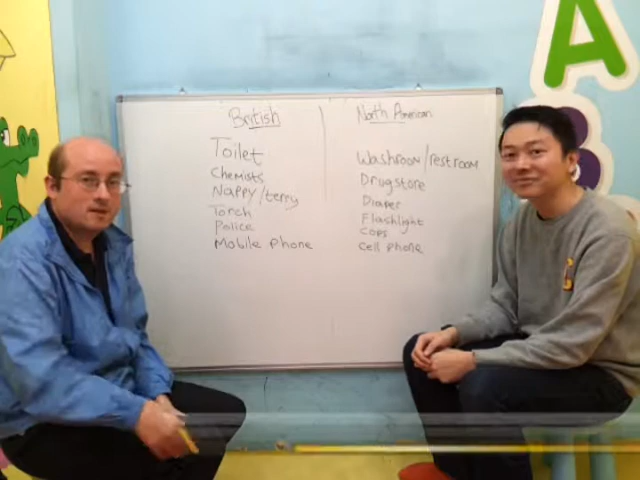 British North American
Toilet Washroom/restroom
Chemists Drugstore
Nappy/terry Diaper
Torch Flashlight
Police Cops
Mobile Phone Cell phone
A